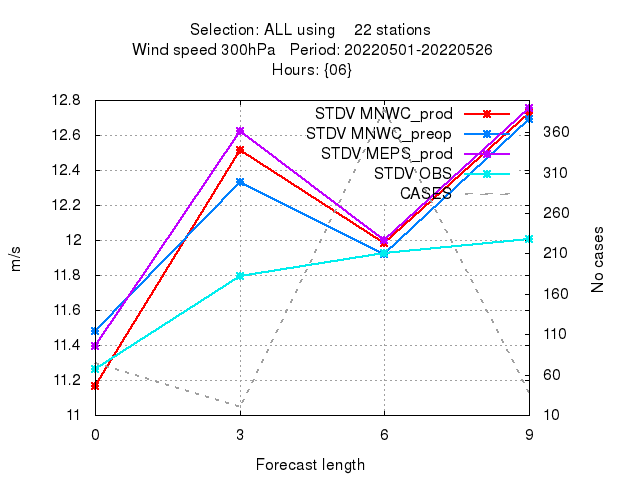 Selection: ALL using    22 stations
Wind speed 300hPa   Period: 20220501-20220526
Hours: {06}
12.8
12.6
12.4
12.2
12
11.8
11.6
11.4
11.2
11
m/s
STDV MNWC_prod
STDV MNWC_preop
STDV MEPS_prod
STDV OBS
CASES
360
310
260
210
160
110
60
10
No cases
0
3
6
9
Forecast length